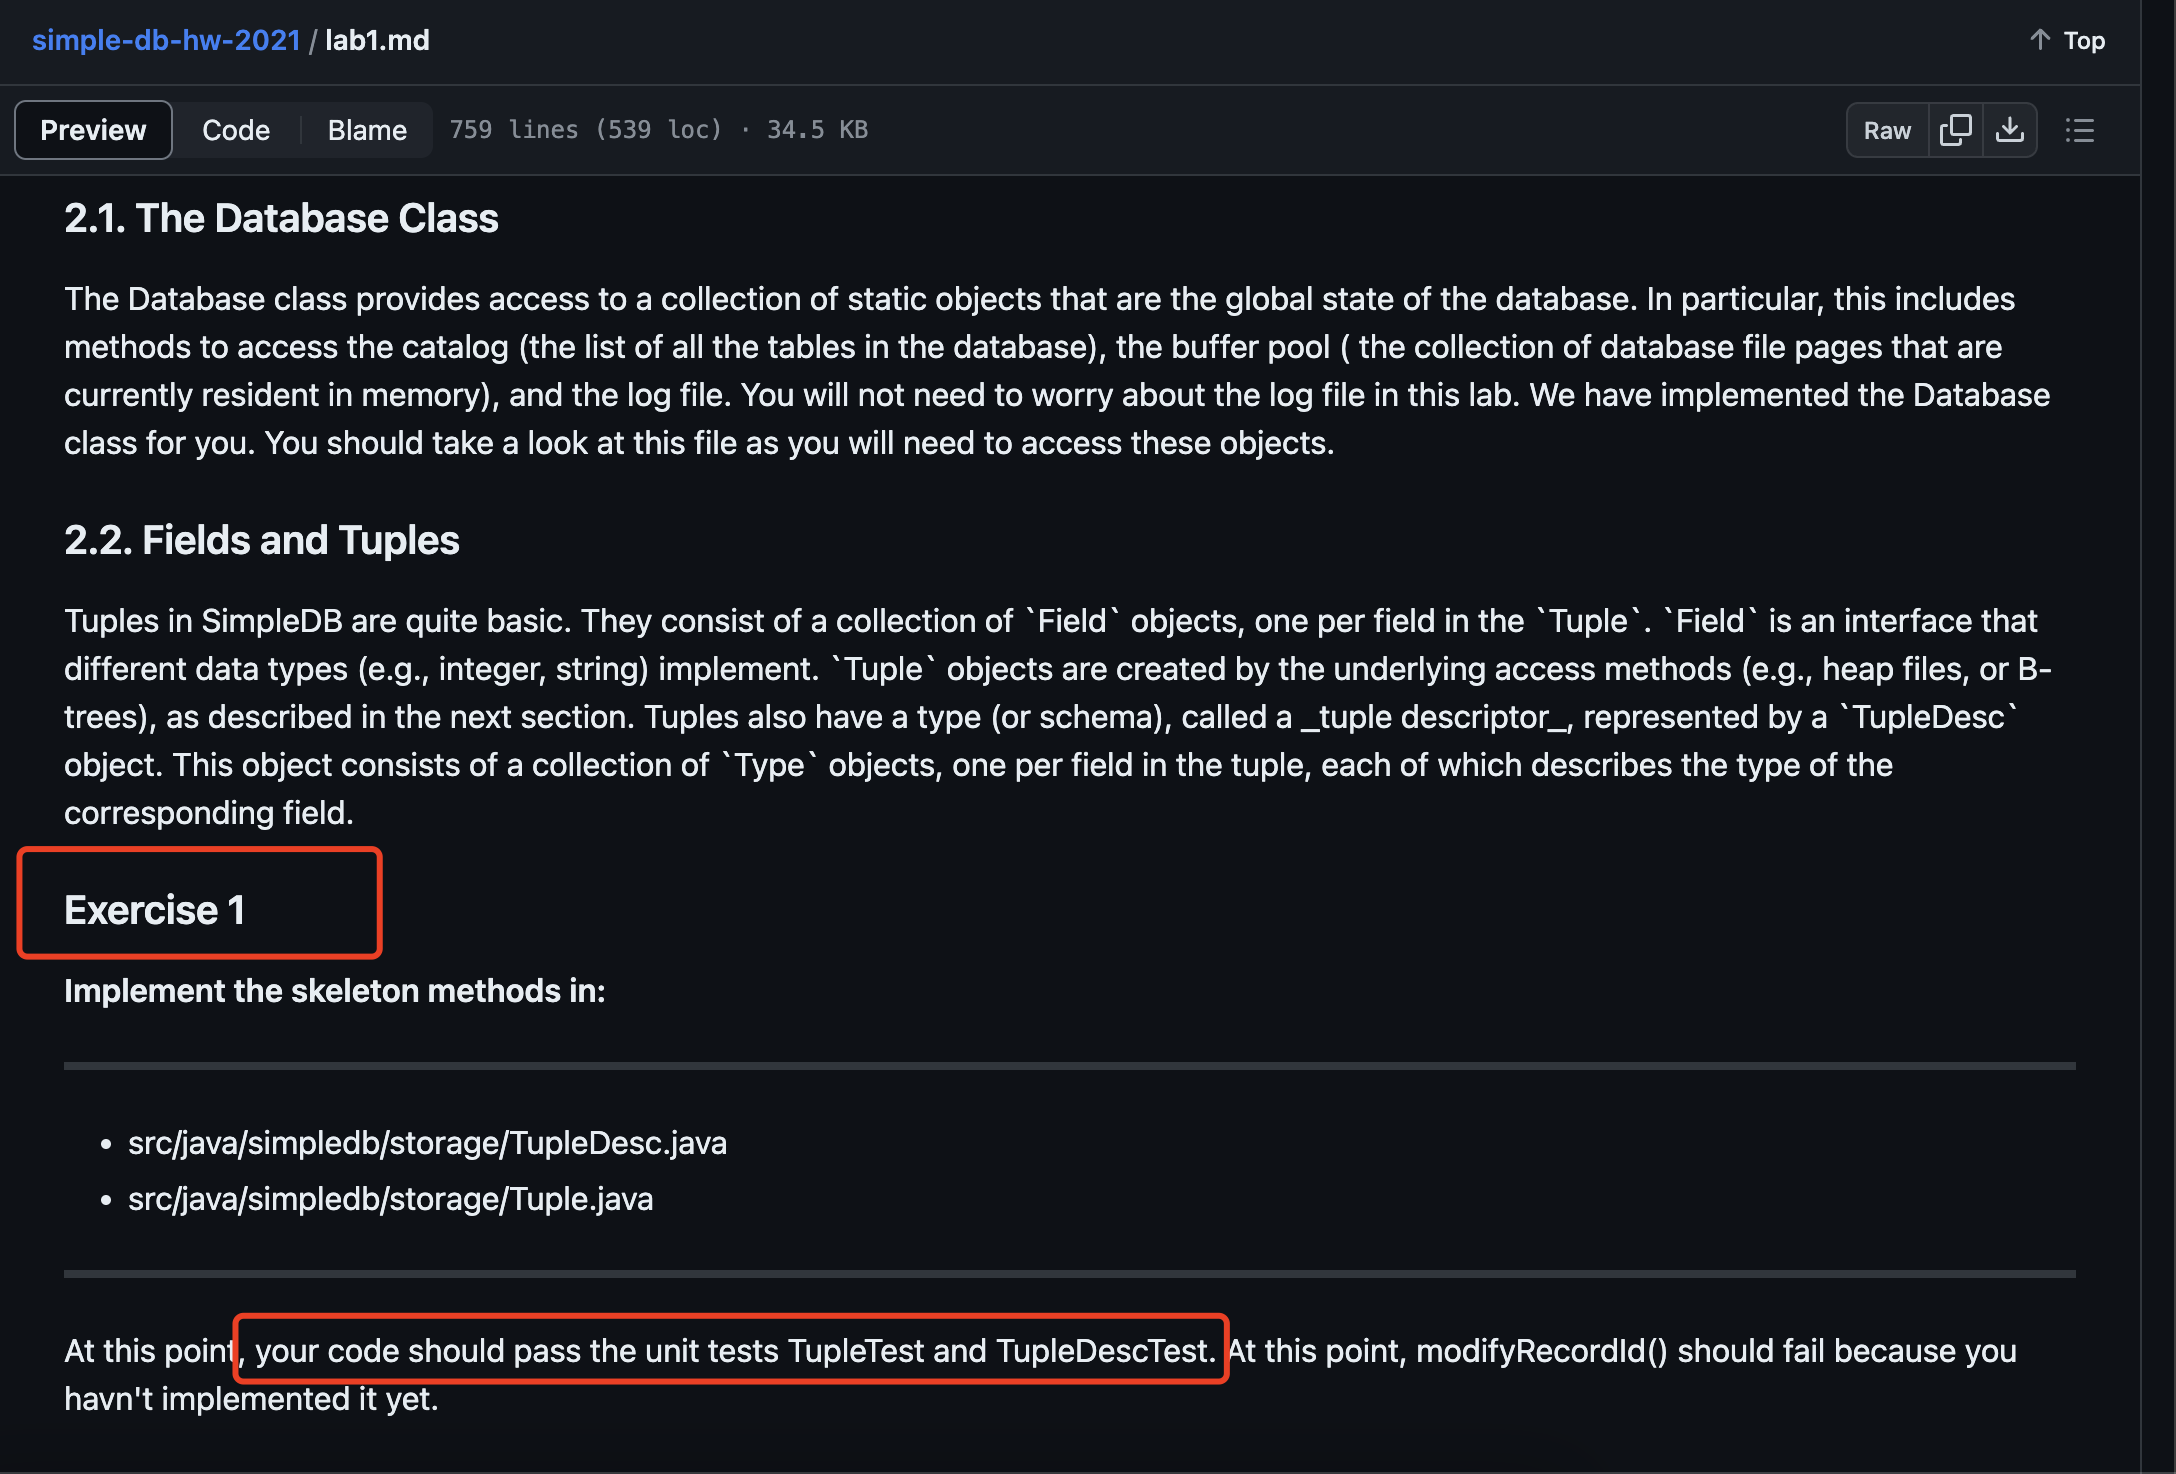 simple-db-hw-2021 / lab1.md
Top
Preview Code Blame 759 lines (539 loc) · 34.5 KB
Raw
2.1. The Database Class
The Database class provides access to a collection of static objects that are the global state of the database. In particular, this includes
methods to access the catalog (the list of all the tables in the database), the buffer pool ( the collection of database file pages that are
currently resident in memory), and the log file. You will not need to worry about the log file in this lab. We have implemented the Database
class for you. You should take a look at this file as you will need to access these objects.
2.2. Fields and Tuples
Tuples in SimpleDB are quite basic. They consist of a collection of `Field` objects, one per field in the `Tuple`. `Field` is an interface that
different data types (e.g., integer, string) implement. `Tuple` objects are created by the underlying access methods (e.g., heap files, or B-
trees), as described in the next section. Tuples also have a type (or schema), called a _tuple descriptor_, represented by a `TupleDesc`
object. This object consists of a collection of `Type` objects, one per field in the tuple, each of which describes the type of the
corresponding field.
Exercise 1
Implement the skeleton methods in:
• src/java/simpledb/storage/TupleDesc.java
• src/java/simpledb/storage/Tuple.java
At this point, your code should pass the unit tests TupleTest and TupleDescTest. At this point, modifyRecordId() should fail because you
havn't implemented it yet.